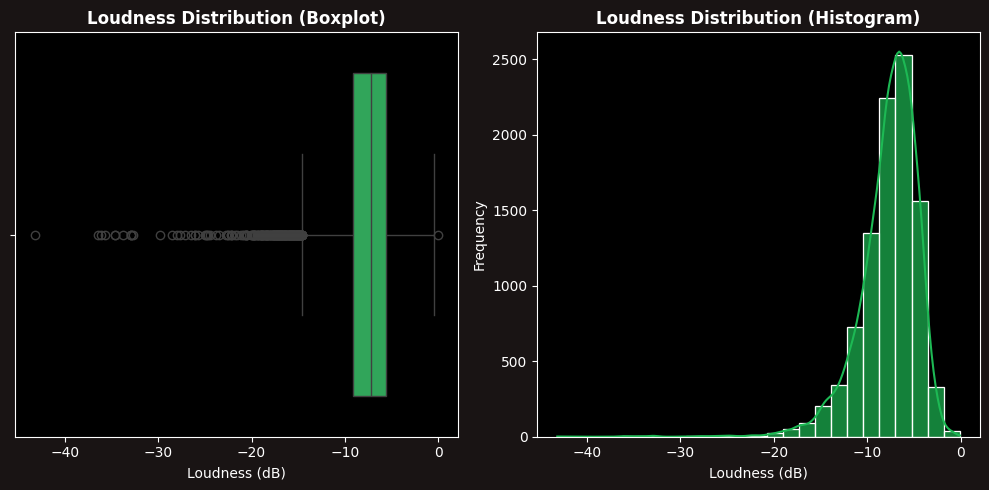 Loudness Distribution (Boxplot)
−40 −30 −20 −10 0
Loudness (dB)
Loudness Distribution (Histogram)
Frequency
2500
2000
1500
1000
500
0
−40 −30 −20 −10 0
Loudness (dB)